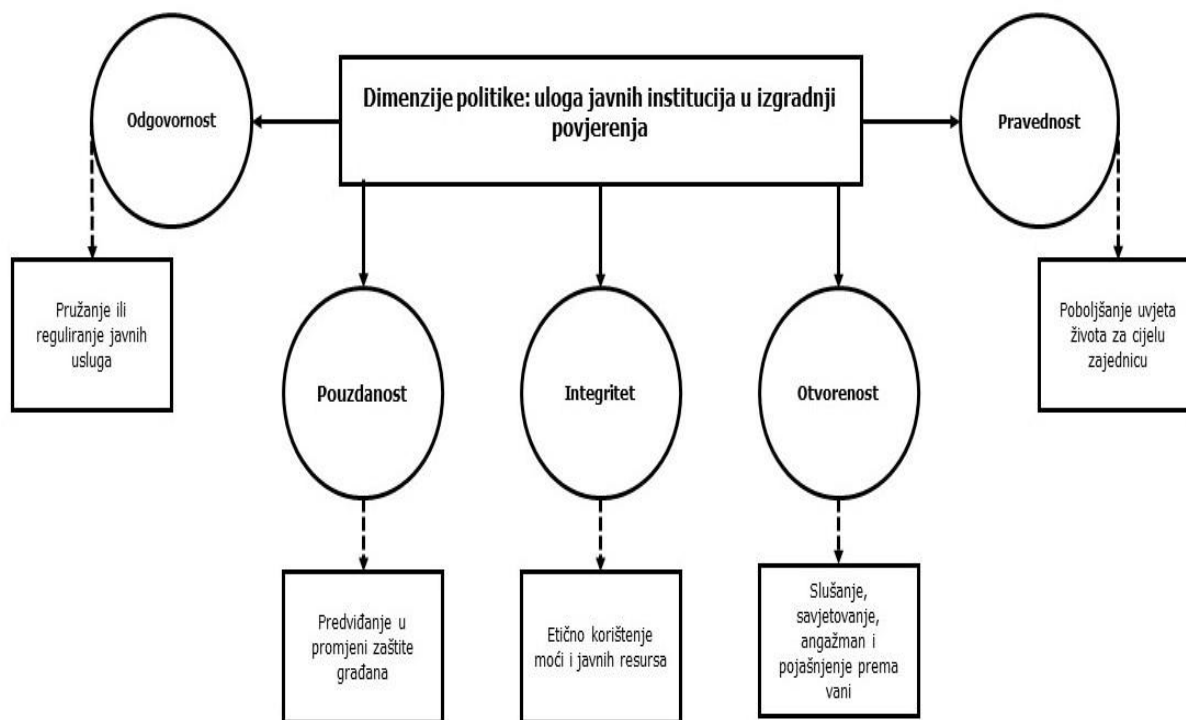 Dimenzije politike: uloga javnih institucija u izgradnji
povjerenja
Odgovornost
Pravednost
Pružanje ili
reguliranje javnih
usluga
Poboljšanje uvjeta
života za cijelu
zajednicu
Pouzdanost
Integritet
Otvorenost
Predviđanje u
promjeni zaštite
građana
Etično korištenje
moći i javnih resursa
Slušanje,
savjetovanje,
angažman i
pojašnjenje prema
vani